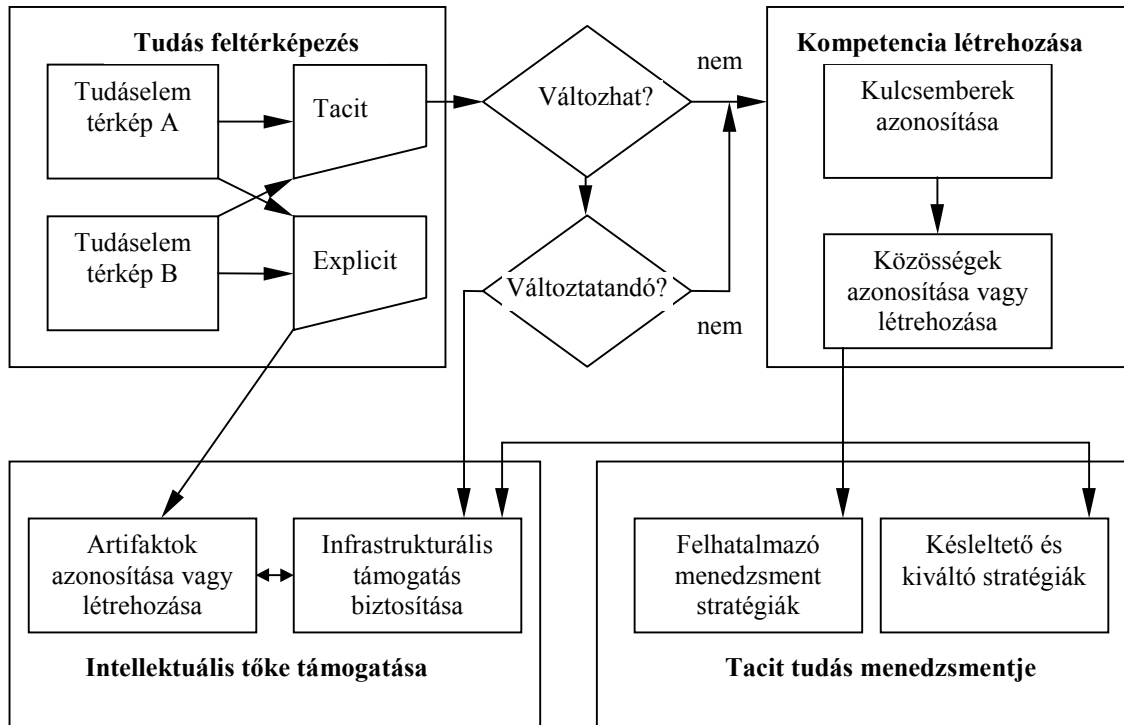 Tudás feltérképezés
Tudáselem
térkép A
Tacit
Tudáselem
térkép B
Explicit
Változhat?
nem
Változtatandó?
nem
Kompetencia létrehozása
Kulcsemberek
azonosítása
Közösségek
azonosítása vagy
létrehozása
Artifaktok
azonosítása vagy
létrehozása
Infrastrukturális
támogatás
biztosítása
Intellektuális tőke támogatása
Felhatalmazó
menedzsment
stratégiák
Késleltető és
kiváltó stratégiák
Tacit tudás menedzsmentje